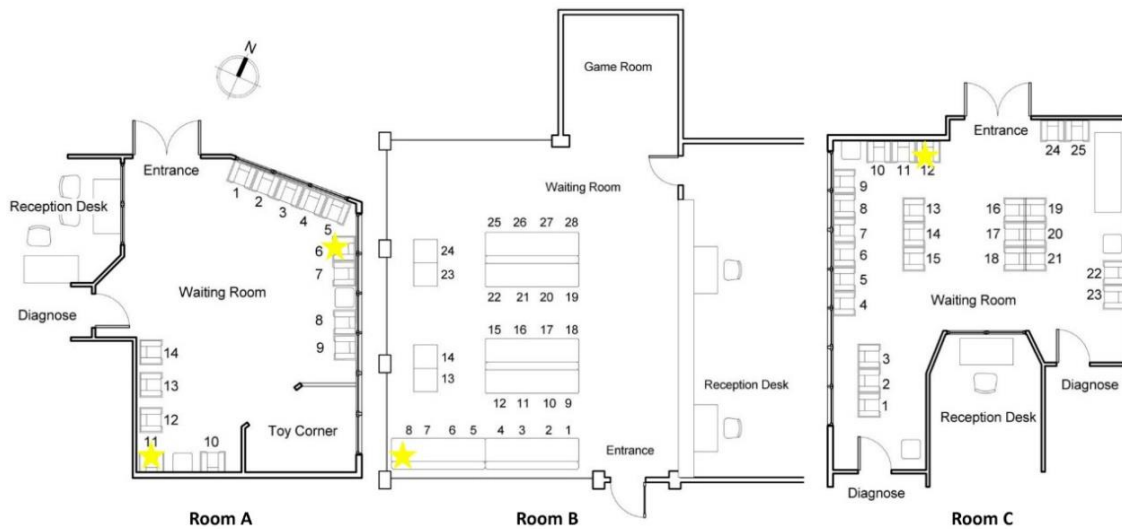 N
Entrance
1
2
3
4
5
Reception Desk
6
7
Waiting Room
Diagnose
8
9
14
13
12
11
10
Toy Corner
Room A
Game Room
Waiting Room
25 26 27 28
24
23
22 21 20 19
15 16 17 18
14
13
12 11 10 9
Reception Desk
8 7 6 5 4 3 2 1
Entrance
Room B
Entrance
24 25
10 11 12
9
8
7
6
5
4
13
14
15
16 19
17 20
18 21
22
23
Waiting Room
3
2
1
Diagnose
Reception Desk
Diagnose
Room C